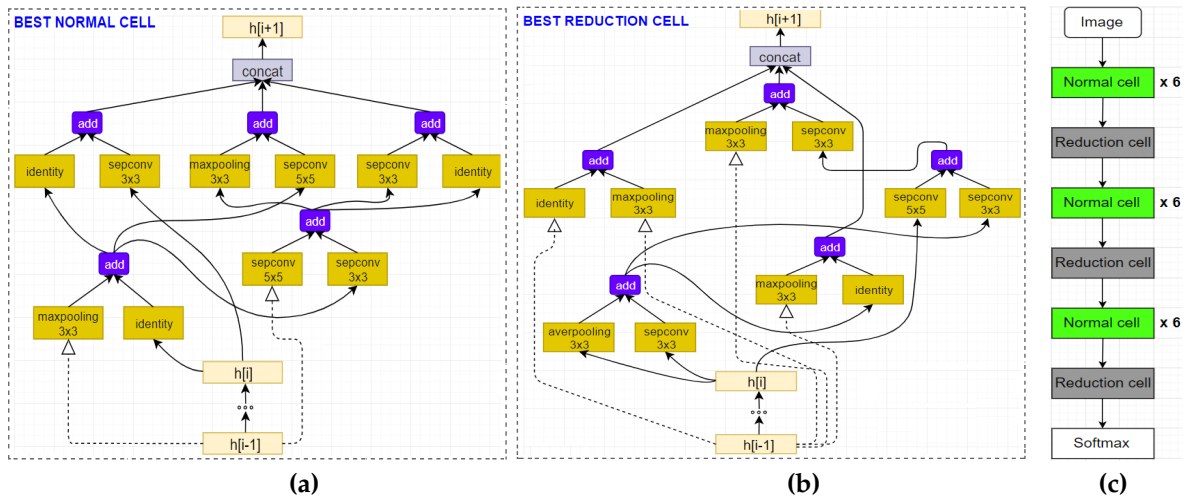 BEST NORMAL CELL
h[i+1]
concat
add
add
add
identity
sepconv
3x3
maxpooling
3x3
sepconv
5x5
sepconv
3x3
identity
add
add
sepconv
5x5
sepconv
3x3
maxpooling
3x3
identity
h[i]
h[i-1]
(a)
BEST REDUCTION CELL
h[i+1]
concat
add
maxpooling
3x3
sepconv
3x3
add
add
identity
maxpooling
3x3
sepconv
5x5
sepconv
3x3
add
add
maxpooling
3x3
identity
averpooling
3x3
sepconv
3x3
h[i]
h[i-1]
(b)
Image
Normal cell x 6
Reduction cell
Normal cell x 6
Reduction cell
Normal cell x 6
Reduction cell
Softmax
(c)